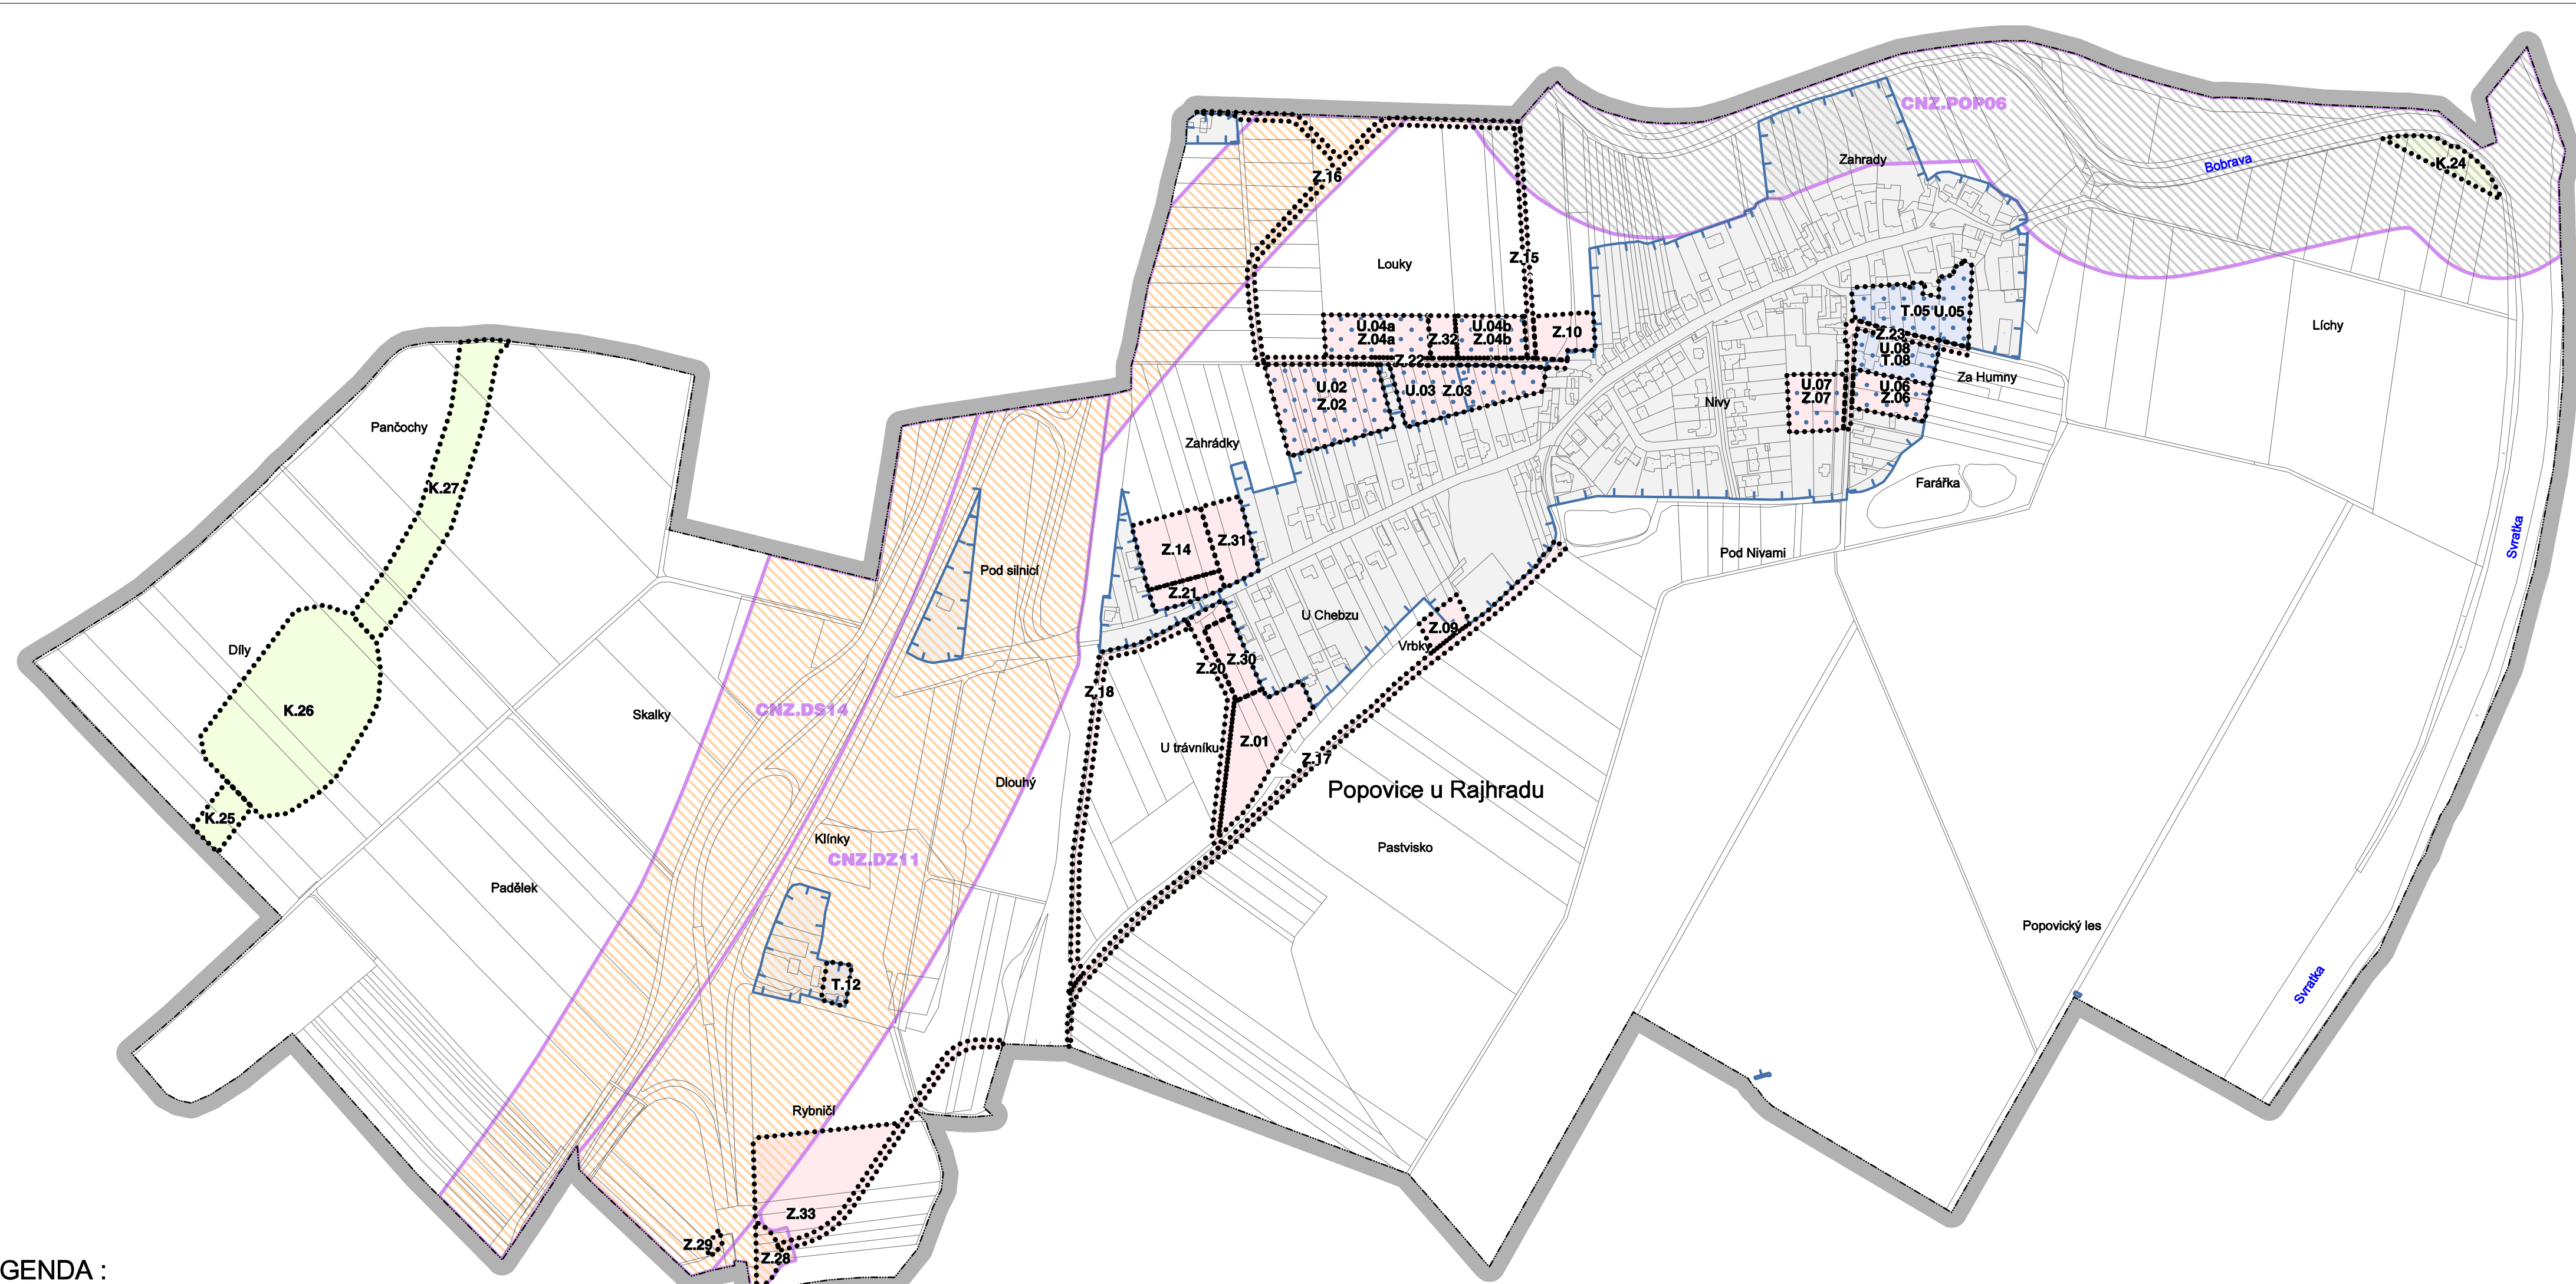 CNZ.POP06
Zahrady
Bobrava
K.24
Z.16
Louky
Z.15
U.04a
Z.04a
Z.32
U.04b
Z.04b
Z.10
Z.22
U.02
Z.02
U.03 Z.03
T.05 U.05
Z.23
U.08
T.08
U.06
Z.06
U.07
Z.07
Za Humny
Líchy
Nivy
Pančochy
K.27
Zahrádky
Farářka
Z.14
Z.31
Z.21
Pod silnicí
Pod Nivami
Svratka
U Chebzu
Z.09
Vrbky
Díly
Z.30
Z.20
Z.18
K.26
Skalky
CNZ.DS14
U trávníku
Z.01
Z.17
Dlouhý
Popovice u Rajhradu
K.25
Klínky
CNZ.DZ11
Pastvisko
Padělek
Popovický les
T.12
Svratka
Rybničí
Z.33
Z.29
Z.28
GENDA :